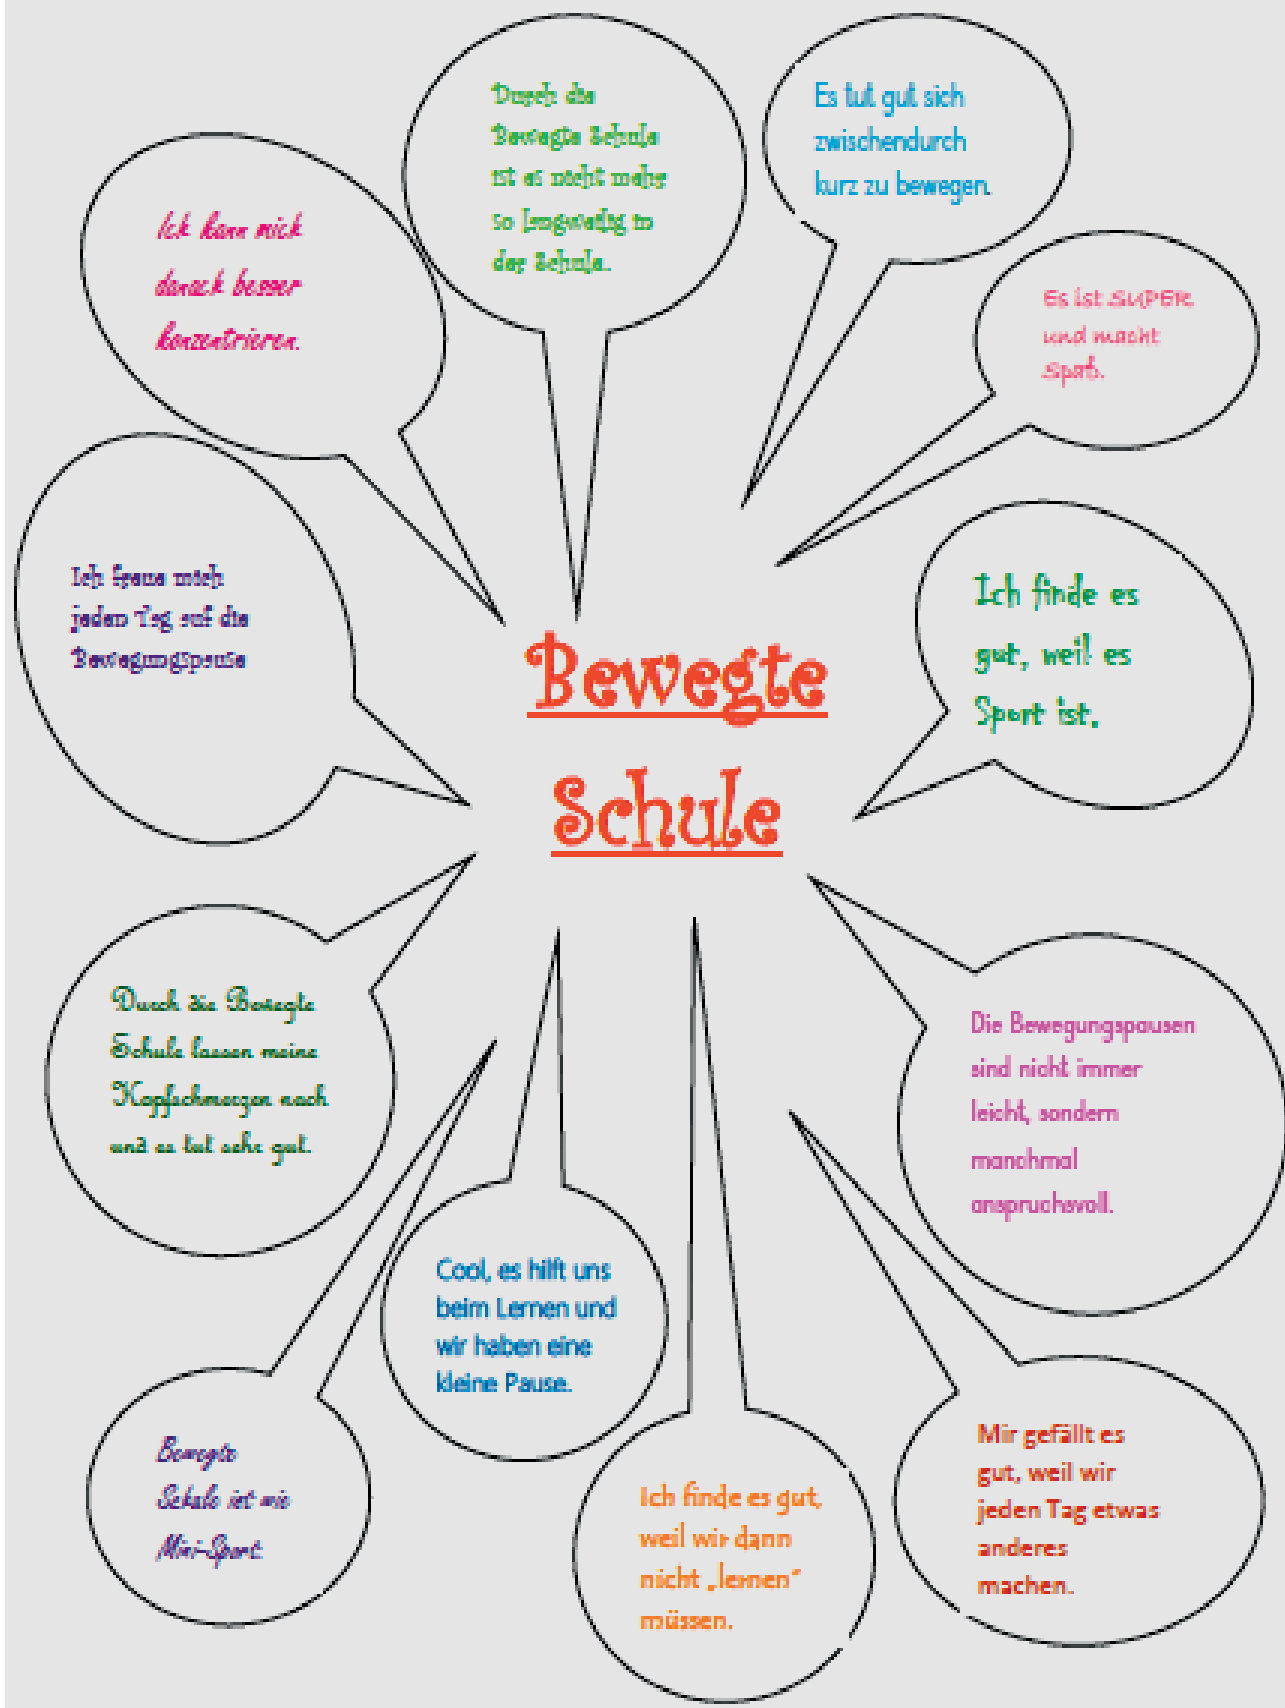 Durch die
Bewegte Schule
ist es nicht mehr
so langweilig in
der Schule.
Es tut gut sich
zwischendurch
kurz zu bewegen.
Ich kann mich
danach besser
konzentrieren.
Es ist SUPER
und macht
Spaß.
Ich freue mich
jeden Tag auf die
Bewegungspause
Ich finde es
gut, weil es
Sport ist.
Bewegte
Schule
Durch die Bewegte
Schule lassen meine
Kopfschmerzen nach
und es tut sehr gut.
Die Bewegungspausen
sind nicht immer
leicht, sondern
manchmal
anspruchsvoll.
Cool, es hilft uns
beim Lernen und
wir haben eine
kleine Pause.
Bewegte
Schule ist wie
Mini-Sport.
Ich finde es gut,
weil wir dann
nicht „lernen“
müssen.
Mir gefällt es
gut, weil wir
jeden Tag etwas
anderes
machen.